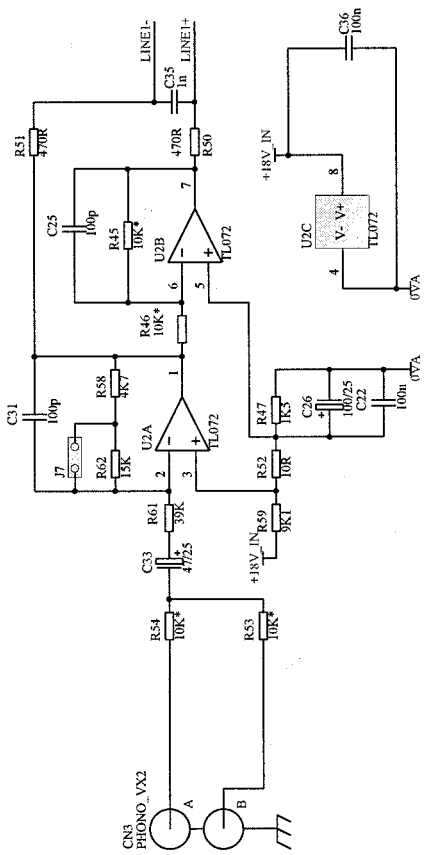 CN3
PHONO_VX2
A
B
R54
10K*
R53
10K*
C33
47/25
+
R61
39K
J7
R62
15K
R58
4K7
C31
100p
2
3
1
U2A
TL072
-
+
+18V_IN
R59
9K1
R52
10R
R47
1K5
C26
100/25
+
C22
100n
0VA
R46
10K*
6
5
7
U2B
TL072
-
+
C25
100p
R45
10K*
R51
470R
R50
470R
C35
1n
LINE1-
LINE1+
+18V_IN
C36
100n
U2C
V- V+
TL072
4
8
0VA